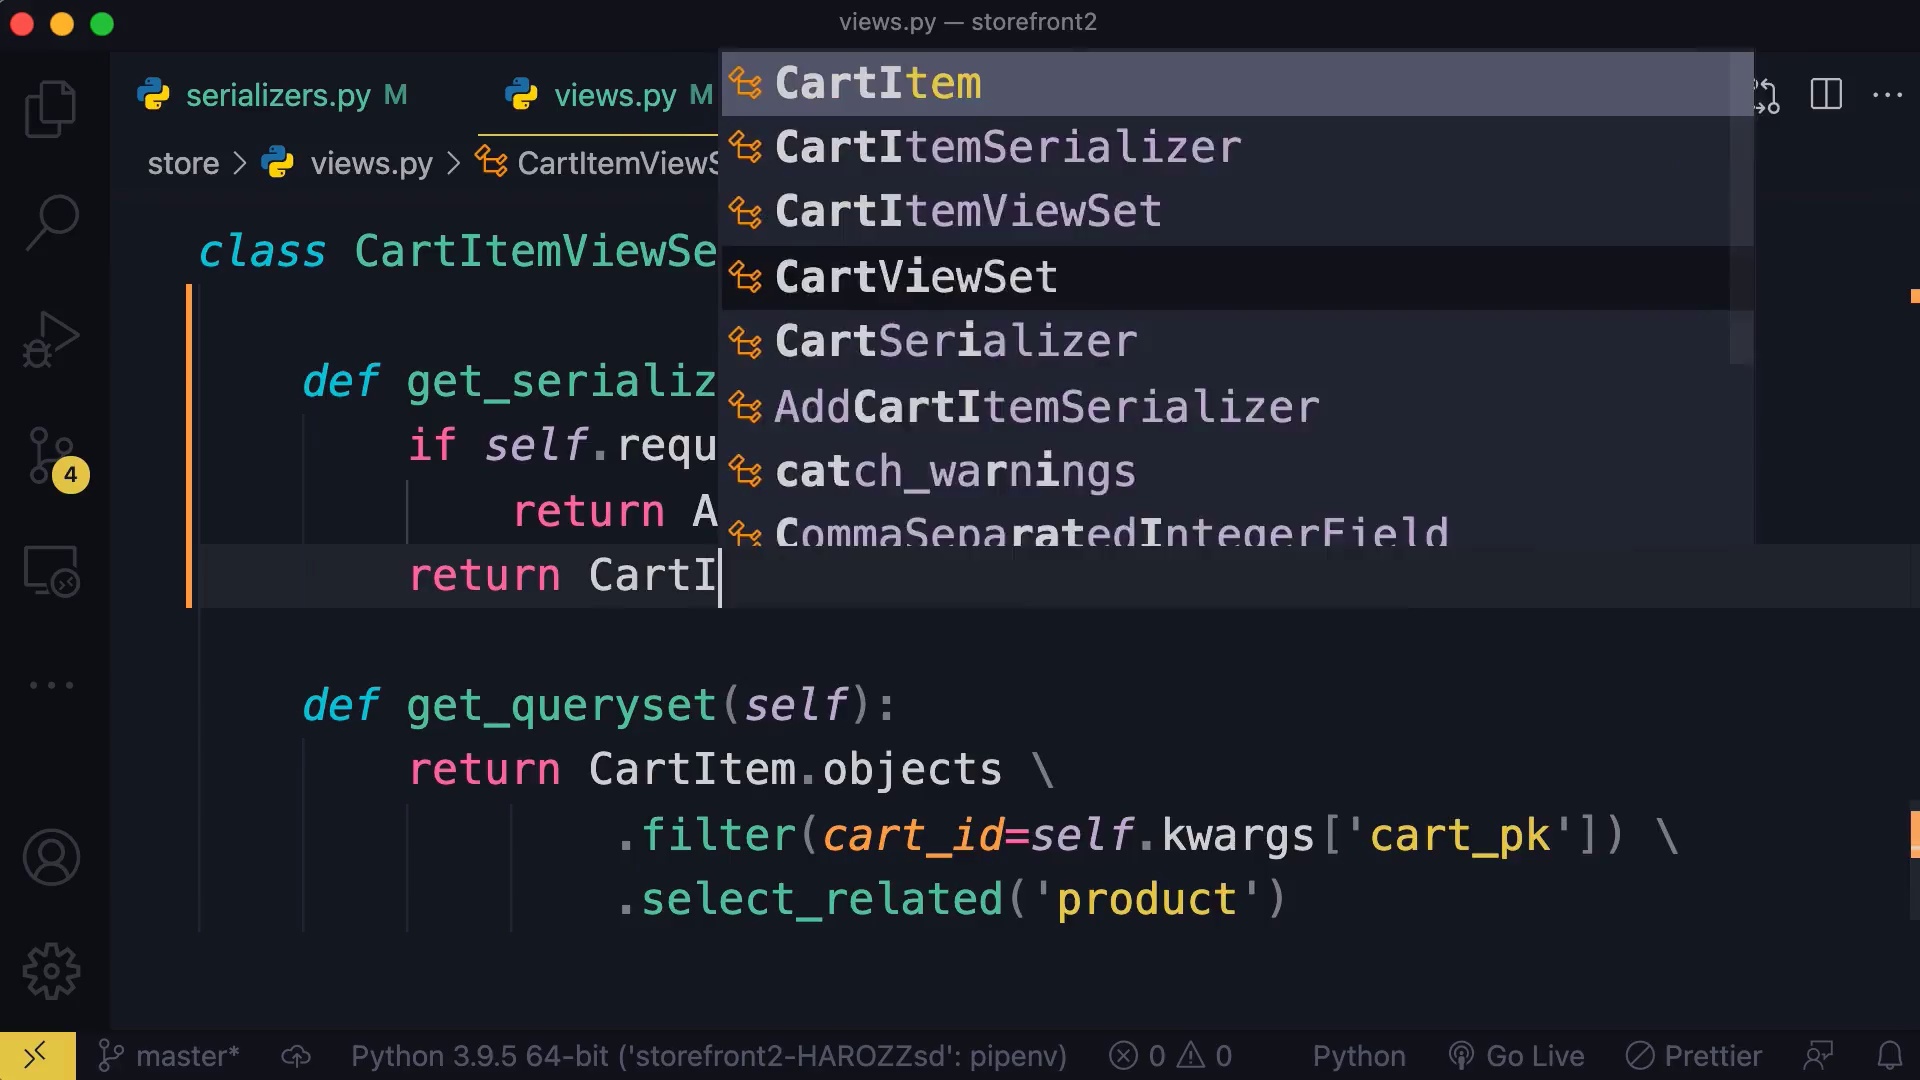 views.py — storefront2
serializers.py M
views.py M
store > views.py > CartItemViewS
class CartItemViewSe
def get_serializ
if self.requ
return A
return CartI
CartItem
CartItemSerializer
CartItemViewSet
CartViewSet
CartSerializer
AddCartItemSerializer
catch_warnings
CommaSeparatedIntegerField
def get_queryset(self):
return CartItem.objects \
.filter(cart_id=self.kwargs['cart_pk']) \
.select_related('product')
4
master* Python 3.9.5 64-bit ('storefront2-HAROZZsd': pipenv) 0 0 Python Go Live Prettier